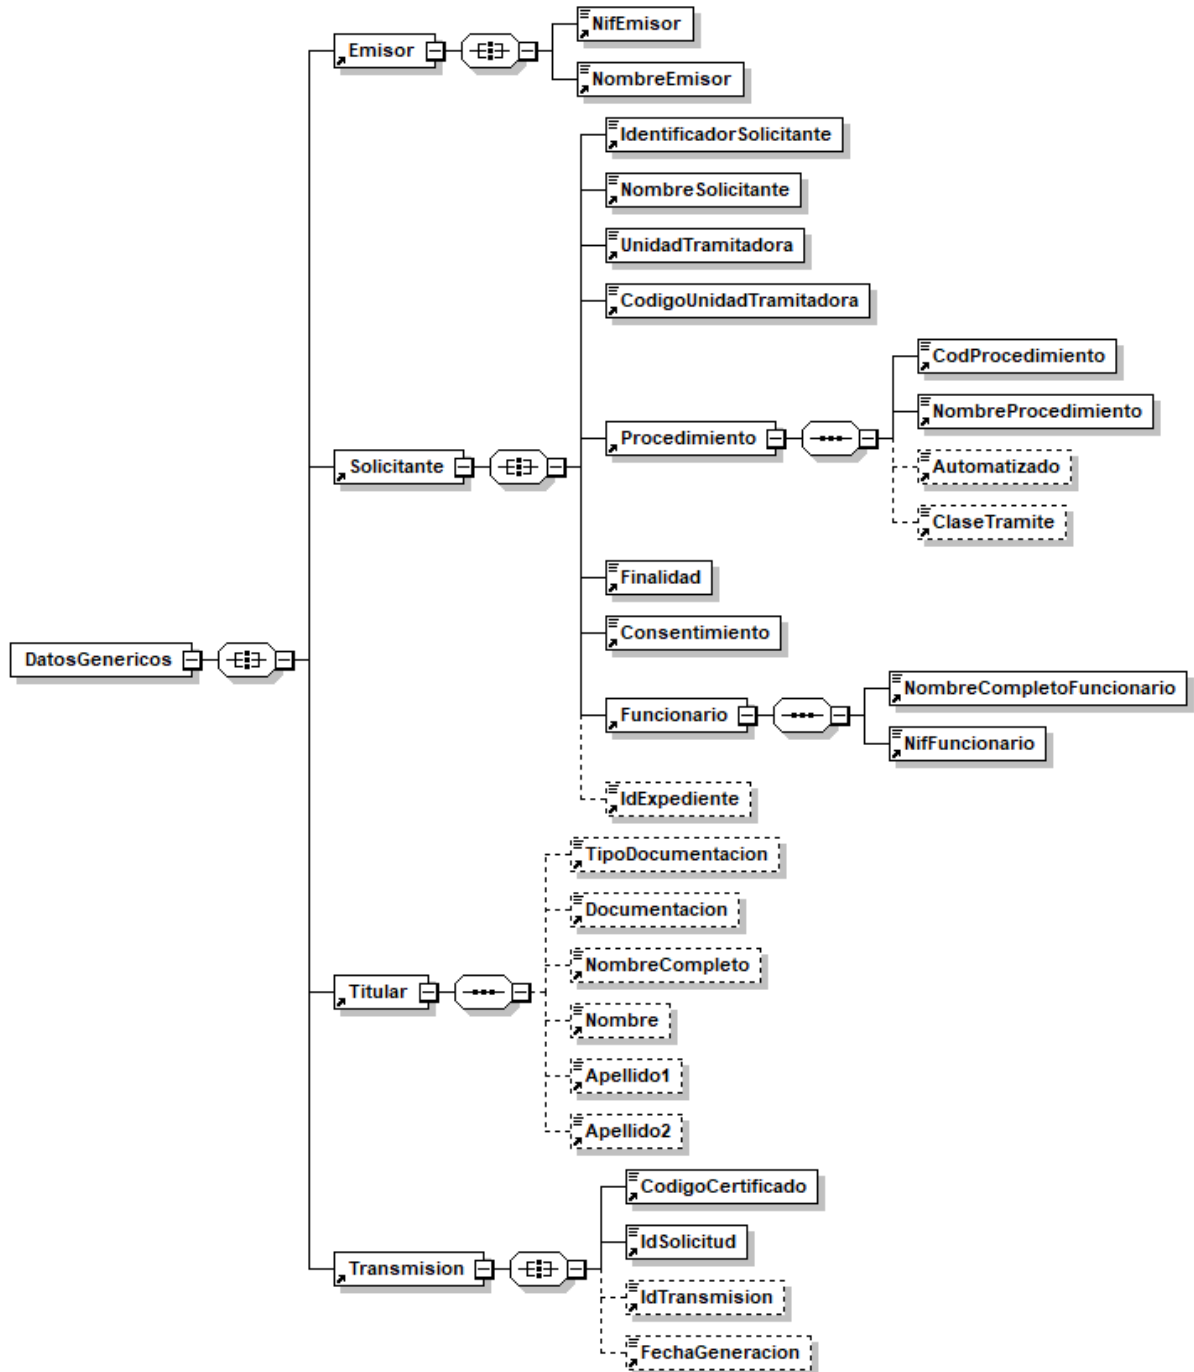 NifEmisor
Emisor
NombreEmisor
IdentificadorSolicitante
NombreSolicitante
UnidadTramitadora
CodigoUnidadTramitadora
CodProcedimiento
NombreProcedimiento
Procedimiento
Automatizado
Solicitante
ClaseTramite
Finalidad
Consentimiento
DatosGenericos
NombreCompletoFuncionario
Funcionario
NifFuncionario
IdExpediente
TipoDocumentacion
Documentacion
NombreCompleto
Titular
Nombre
Apellido1
Apellido2
CodigoCertificado
IdSolicitud
Transmision
IdTransmision
FechaGeneracion